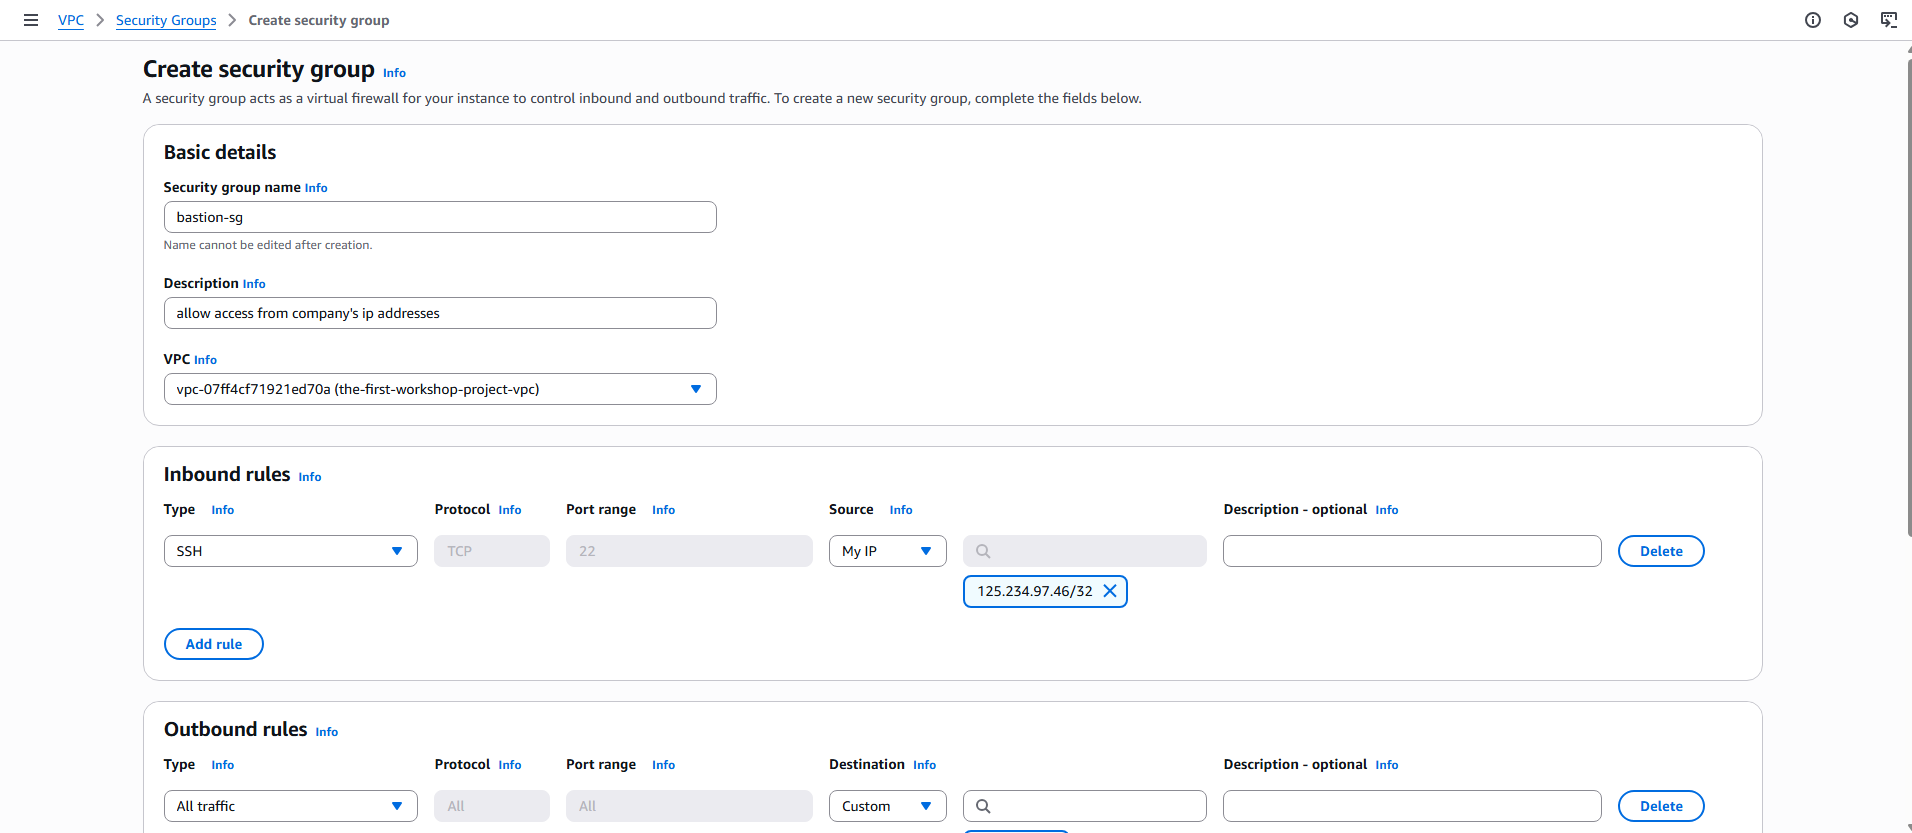 VPC > Security Groups > Create security group
Create security group Info
A security group acts as a virtual firewall for your instance to control inbound and outbound traffic. To create a new security group, complete the fields below.
Basic details
Security group name Info
bastion-sg
Name cannot be edited after creation.
Description Info
allow access from company's ip addresses
VPC Info
vpc-07ff4cf71921ed70a (the-first-workshop-project-vpc)
Inbound rules Info
Type Info Protocol Info Port range Info Source Info Description - optional Info
SSH TCP 22 My IP Delete
125.234.97.46/32
Add rule
Outbound rules Info
Type Info Protocol Info Port range Info Destination Info Description - optional Info
All traffic All All Custom Delete